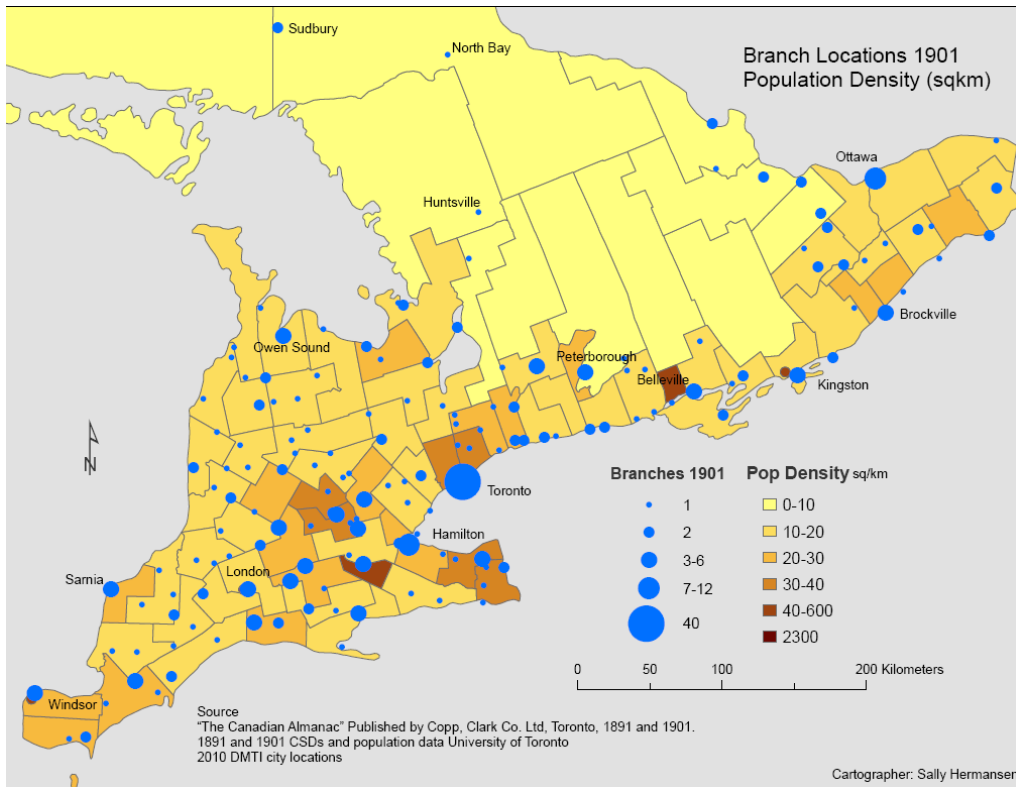 Sudbury
North Bay
Branch Locations 1901
Population Density (sqkm)
Ottawa
Huntsville
Brockville
Owen Sound
Peterborough
Belleville
Kingston
N
Branches 1901
1
2
3-6
7-12
40
Pop Density sq/km
0-10
10-20
20-30
30-40
40-600
2300
Toronto
Hamilton
London
Sarnia
Windsor
0 50 100 200 Kilometers
Source
"The Canadian Almanac" Published by Copp, Clark Co. Ltd, Toronto, 1891 and 1901.
1891 and 1901 CSDs and population data University of Toronto
2010 DMTI city locations
Cartographer: Sally Hermansen